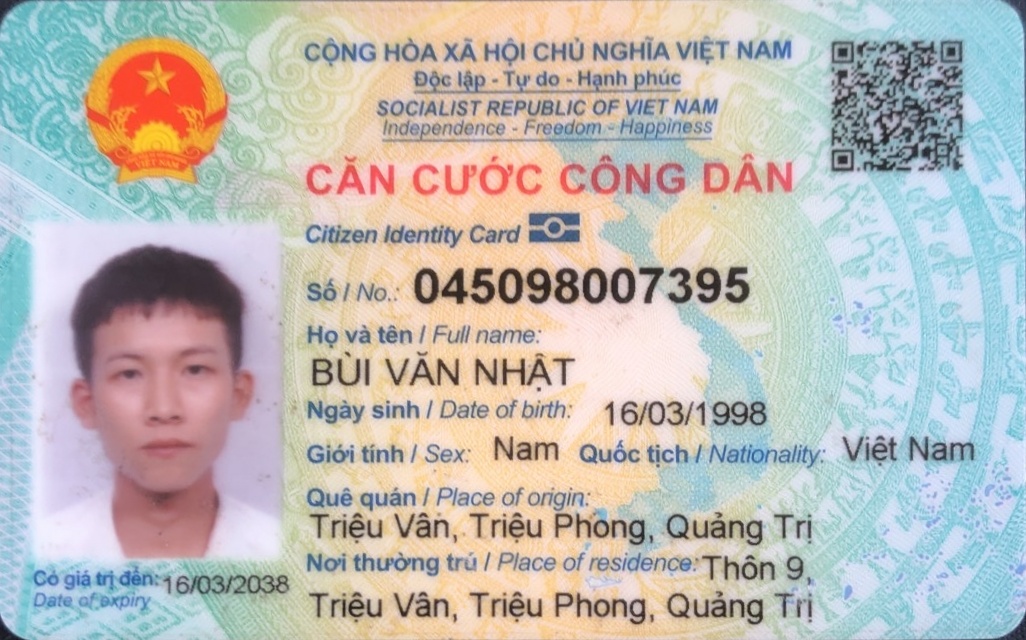 CỘNG HÒA XÃ HỘI CHỦ NGHĨA VIỆT NAM
Độc lập - Tự do - Hạnh phúc
SOCIALIST REPUBLIC OF VIET NAM
Independence - Freedom - Happiness
CĂN CƯỚC CÔNG DÂN
Citizen Identity Card
Số / No.: 045098007395
Họ và tên / Full name:
BÙI VĂN NHẬT
Ngày sinh / Date of birth: 16/03/1998
Giới tính / Sex: Nam Quốc tịch / Nationality: Việt Nam
Quê quán / Place of origin:
Triệu Vân, Triệu Phong, Quảng Trị
Nơi thường trú / Place of residence: Thôn 9,
Triệu Vân, Triệu Phong, Quảng Trị
Có giá trị đến: 16/03/2038
Date of expiry
VIỆT NAM